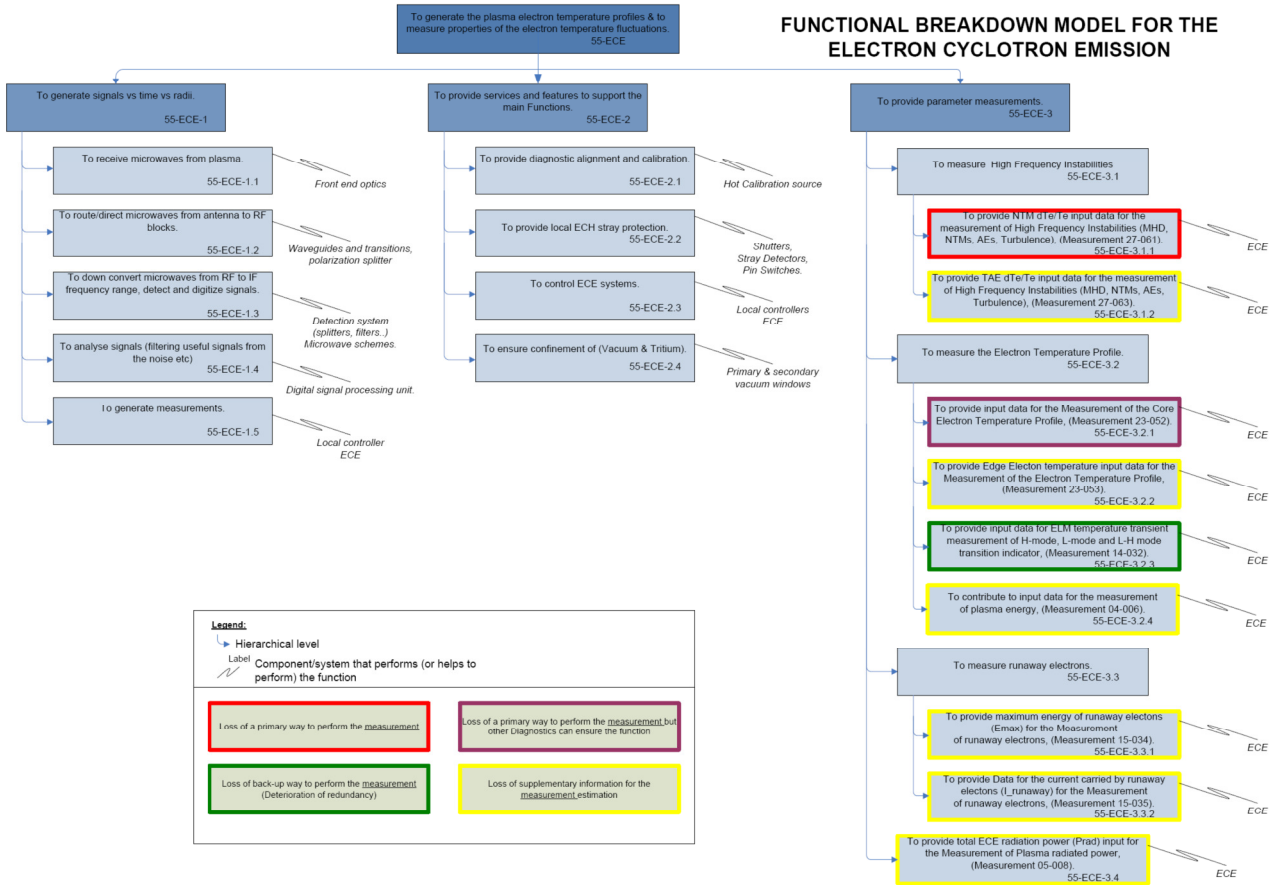 To generate the plasma electron temperature profiles & to
measure properties of the electron temperature fluctuations.
55-ECE
FUNCTIONAL BREAKDOWN MODEL FOR THE
ELECTRON CYCLOTRON EMISSION
To generate signals vs time vs radii.
55-ECE-1
To receive microwaves from plasma.
55-ECE-1.1
Front end optics
To route/direct microwaves from antenna to RF
blocks.
55-ECE-1.2
Waveguides and transitions,
polarization splitter
To down convert microwaves from RF to IF
frequency range, detect and digitize signals.
55-ECE-1.3
Detection system
(splitters, filters..)
Microwave schemes.
To analyse signals (filtering useful signals from
the noise etc)
55-ECE-1.4
Digital signal processing unit.
To generate measurements.
55-ECE-1.5
Local controller
ECE
To provide services and features to support the
main Functions.
55-ECE-2
To provide diagnostic alignment and calibration.
55-ECE-2.1
Hot Calibration source
To provide local ECH stray protection.
55-ECE-2.2
Shutters,
Stray Detectors,
Pin Switches.
To control ECE systems.
55-ECE-2.3
Local controllers
ECE
To ensure confinement of (Vacuum & Tritium).
55-ECE-2.4
Primary & secondary
vacuum windows
To provide parameter measurements.
55-ECE-3
To measure High Frequency Instabilities
55-ECE-3.1
To provide NTM dTe/Te input data for the
measurement of High Frequency Instabilities (MHD,
NTMs, AEs, Turbulence), (Measurement 27-061).
55-ECE-3.1.1
ECE
To provide TAE dTe/Te input data for the measurement
of High Frequency Instabilities (MHD, NTMs, AEs,
Turbulence), (Measurement 27-063).
55-ECE-3.1.2
ECE
To measure the Electron Temperature Profile.
55-ECE-3.2
To provide input data for the Measurement of the Core
Electron Temperature Profile, (Measurement 23-052).
55-ECE-3.2.1
ECE
To provide Edge Electon temperature input data for the
Measurement of the Electron Temperature Profile,
(Measurement 23-053).
55-ECE-3.2.2
ECE
To provide input data for ELM temperature transient
measurement of H-mode, L-mode and L-H mode
transition indicator, (Measurement 14-032).
55-ECE-3.2.3
ECE
To contribute to input data for the measurement
of plasma energy, (Measurement 04-006).
55-ECE-3.2.4
ECE
To measure runaway electrons.
55-ECE-3.3
To provide maximum energy of runaway electons
(Emax) for the Measurement
of runaway electrons, (Measurement 15-034).
55-ECE-3.3.1
ECE
To provide Data for the current carried by runaway
electons (I_runaway) for the Measurement
of runaway electrons, (Measurement 15-035).
55-ECE-3.3.2
ECE
To provide total ECE radiation power (Prad) input for
the Measurement of Plasma radiated power,
(Measurement 05-008).
55-ECE-3.4
ECE
Legend:
Hierarchical level
Label
Component/system that performs (or helps to
perform) the function
Loss of a primary way to perform the measurement
Loss of a primary way to perform the measurement but
other Diagnostics can ensure the function
Loss of back-up way to perform the measurement
(Deterioration of redundancy)
Loss of supplementary information for the
measurement estimation